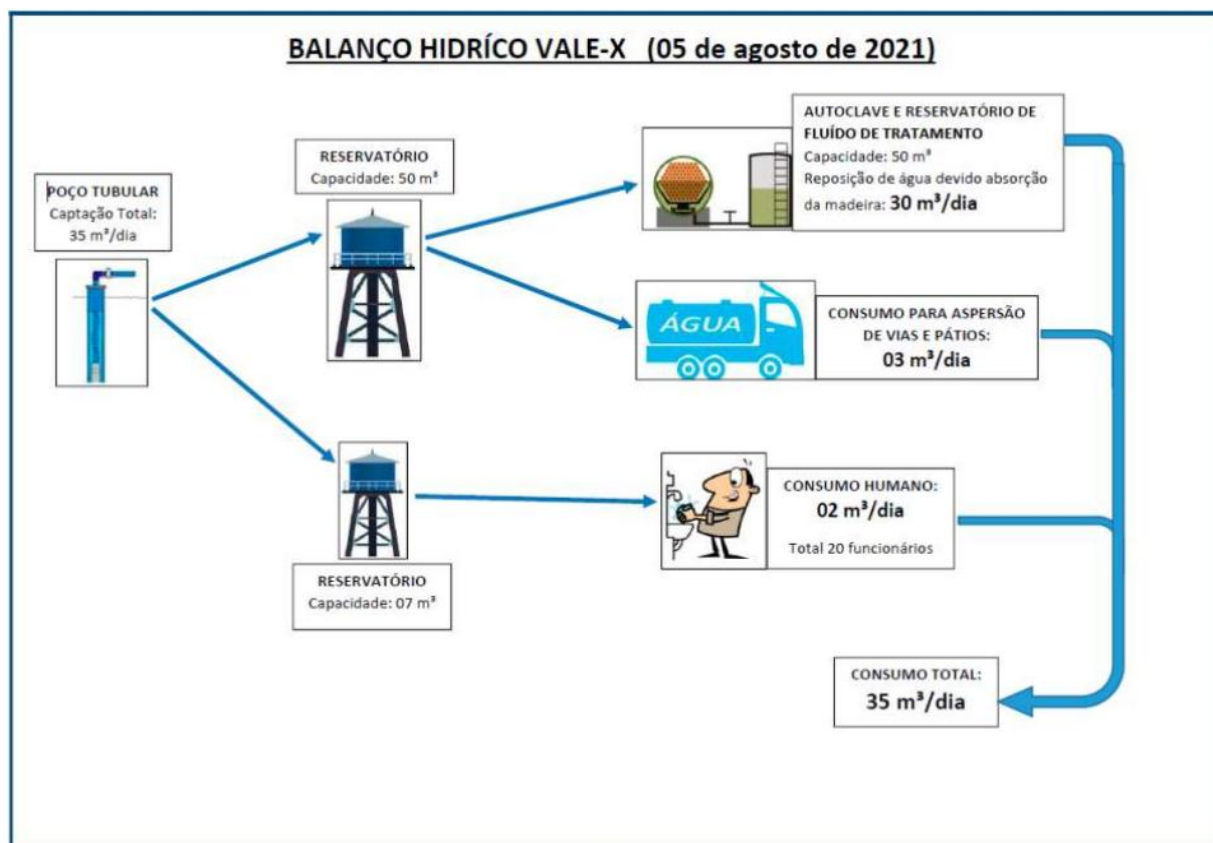 BALANÇO HIDRÍCO VALE-X (05 de agosto de 2021)
POÇO TUBULAR
Captação Total:
35 m³/dia
RESERVATÓRIO
Capacidade: 50 m³
AUTOCLAVE E RESERVATÓRIO DE
FLUÍDO DE TRATAMENTO
Capacidade: 50 m³
Reposição de água devido absorção
da madeira: 30 m³/dia
ÁGUA
CONSUMO PARA ASPERSÃO
DE VIAS E PÁTIOS:
03 m³/dia
RESERVATÓRIO
Capacidade: 07 m³
CONSUMO HUMANO:
02 m³/dia
Total 20 funcionários
CONSUMO TOTAL:
35 m³/dia